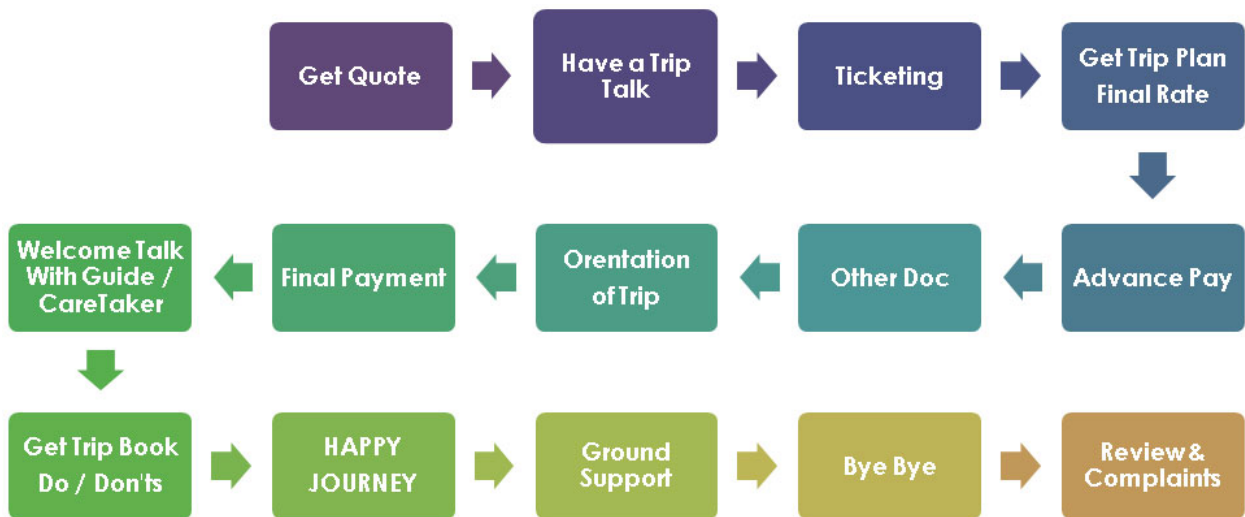 Get Quote
Have a Trip
Talk
Ticketing
Get Trip Plan
Final Rate
Advance Pay
Other Doc
Orentation
of Trip
Final Payment
Welcome Talk
With Guide /
CareTaker
Get Trip Book
Do / Don'ts
HAPPY
JOURNEY
Ground
Support
Bye Bye
Review &
Complaints